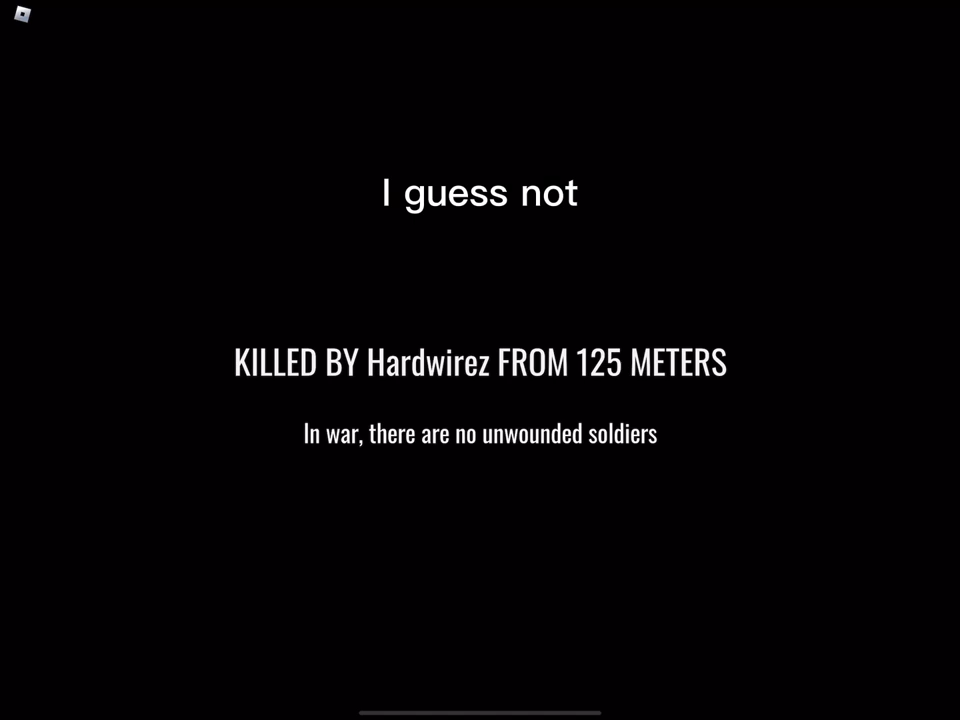 I guess not
KILLED BY Hardwirez FROM 125 METERS
In war, there are no unwounded soldiers